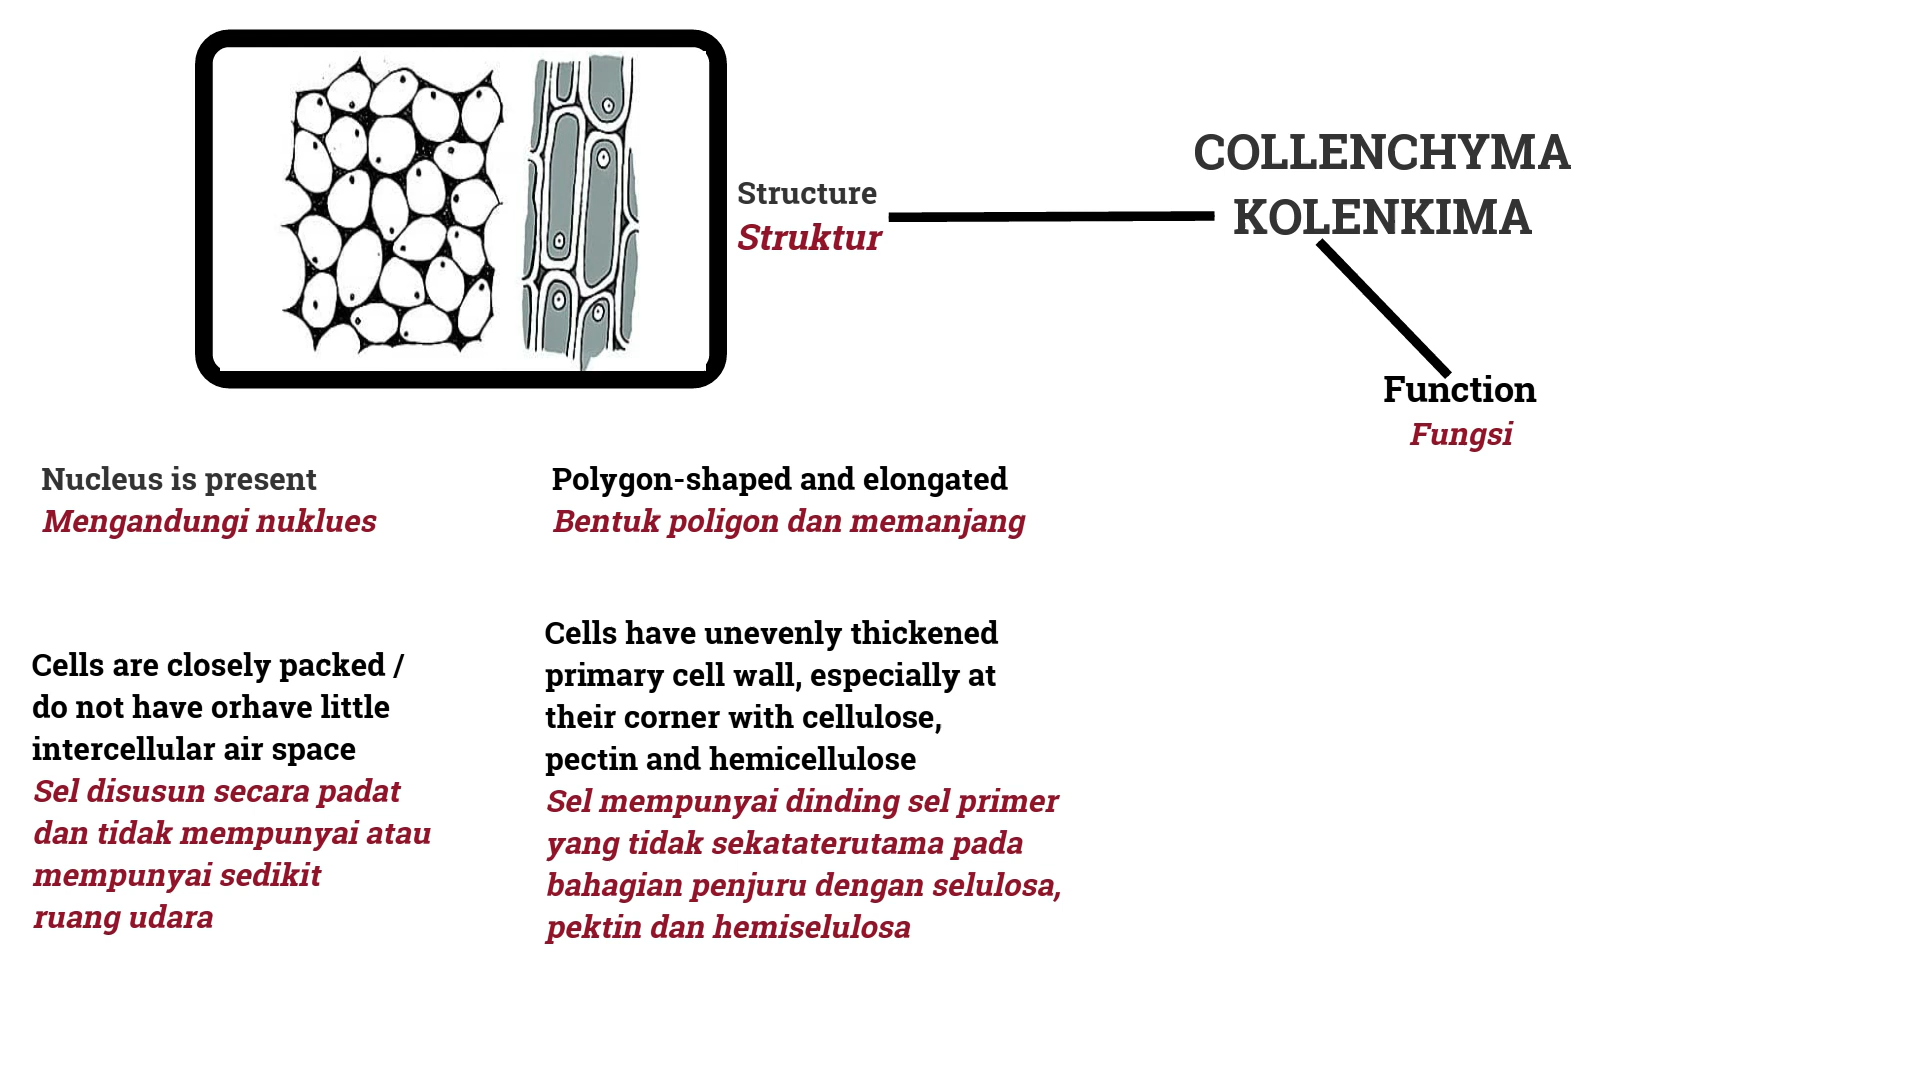 COLLENCHYMA
KOLENKIMA
Structure
Struktur
Function
Fungsi
Nucleus is present
Mengandungi nuklues
Polygon-shaped and elongated
Bentuk poligon dan memanjang
Cells are closely packed /
do not have orhave little
intercellular air space
Sel disusun secara padat
dan tidak mempunyai atau
mempunyai sedikit
ruang udara
Cells have unevenly thickened
primary cell wall, especially at
their corner with cellulose,
pectin and hemicellulose
Sel mempunyai dinding sel primer
yang tidak sekataterutama pada
bahagian penjuru dengan selulosa,
pektin dan hemiselulosa